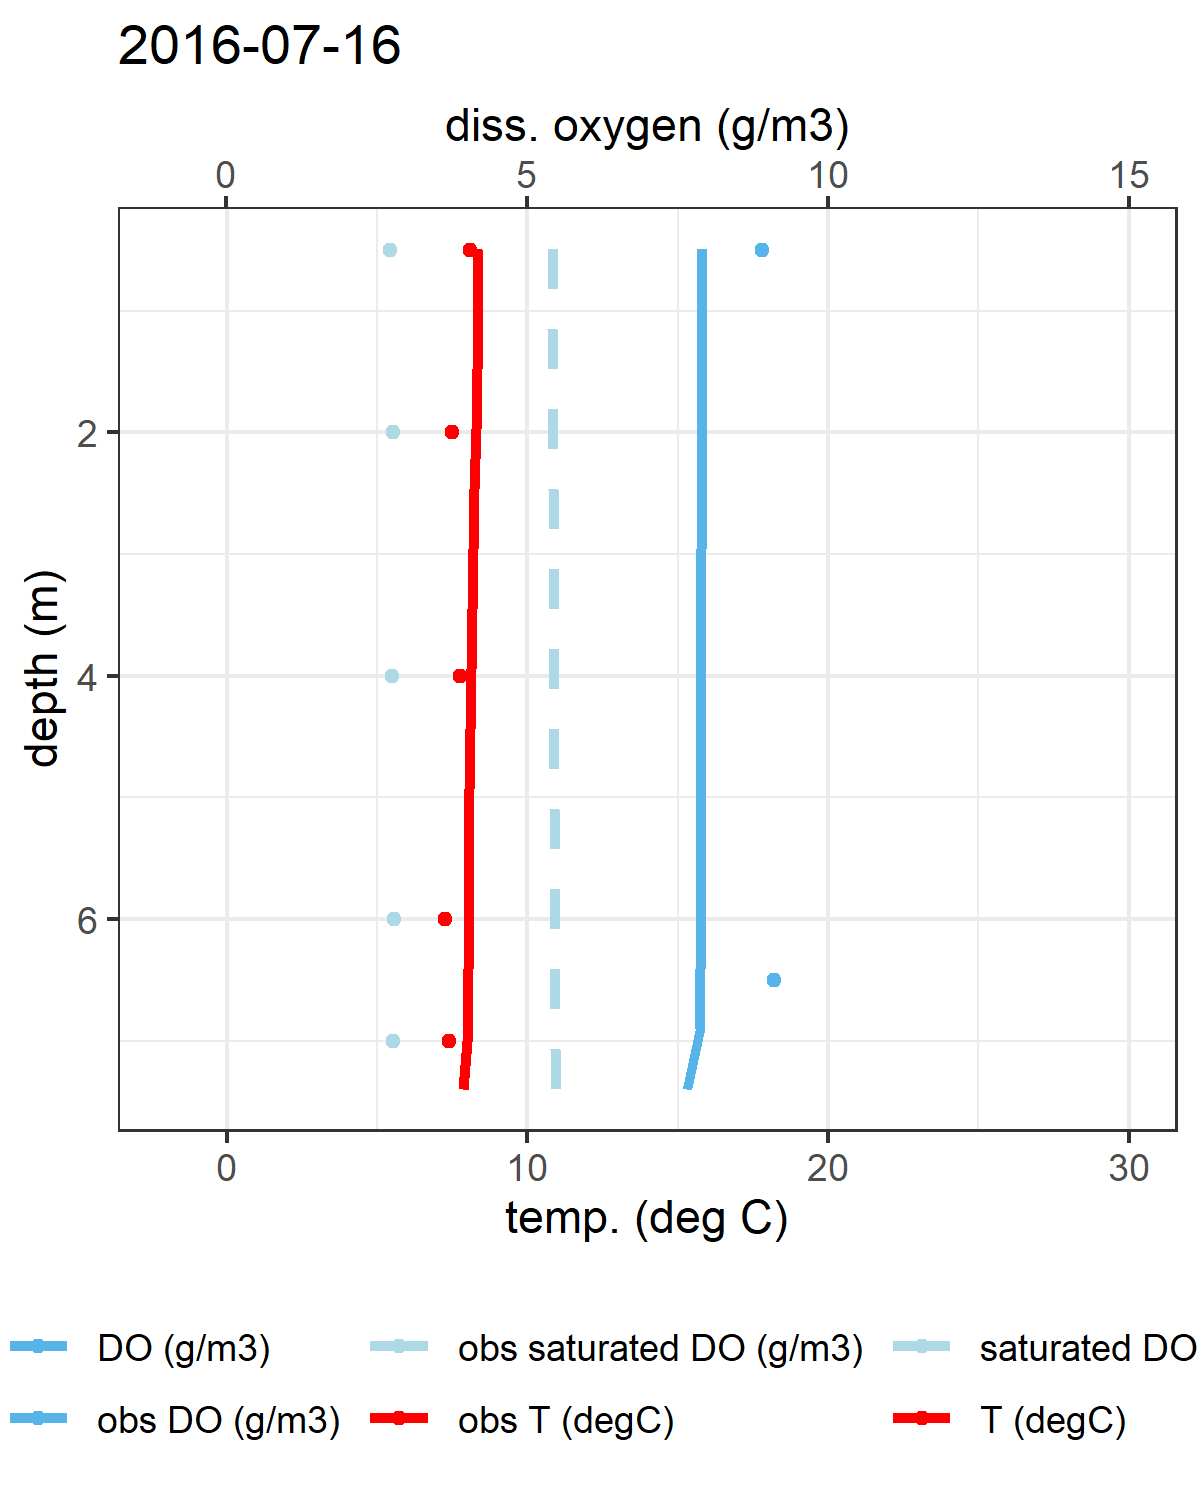 2016-07-16
diss. oxygen (g/m3)
0 5 10 15
2
4
6
depth (m)
0 10 20 30
temp. (deg C)
DO (g/m3) obs saturated DO (g/m3) saturated DO
obs DO (g/m3) obs T (degC) T (degC)